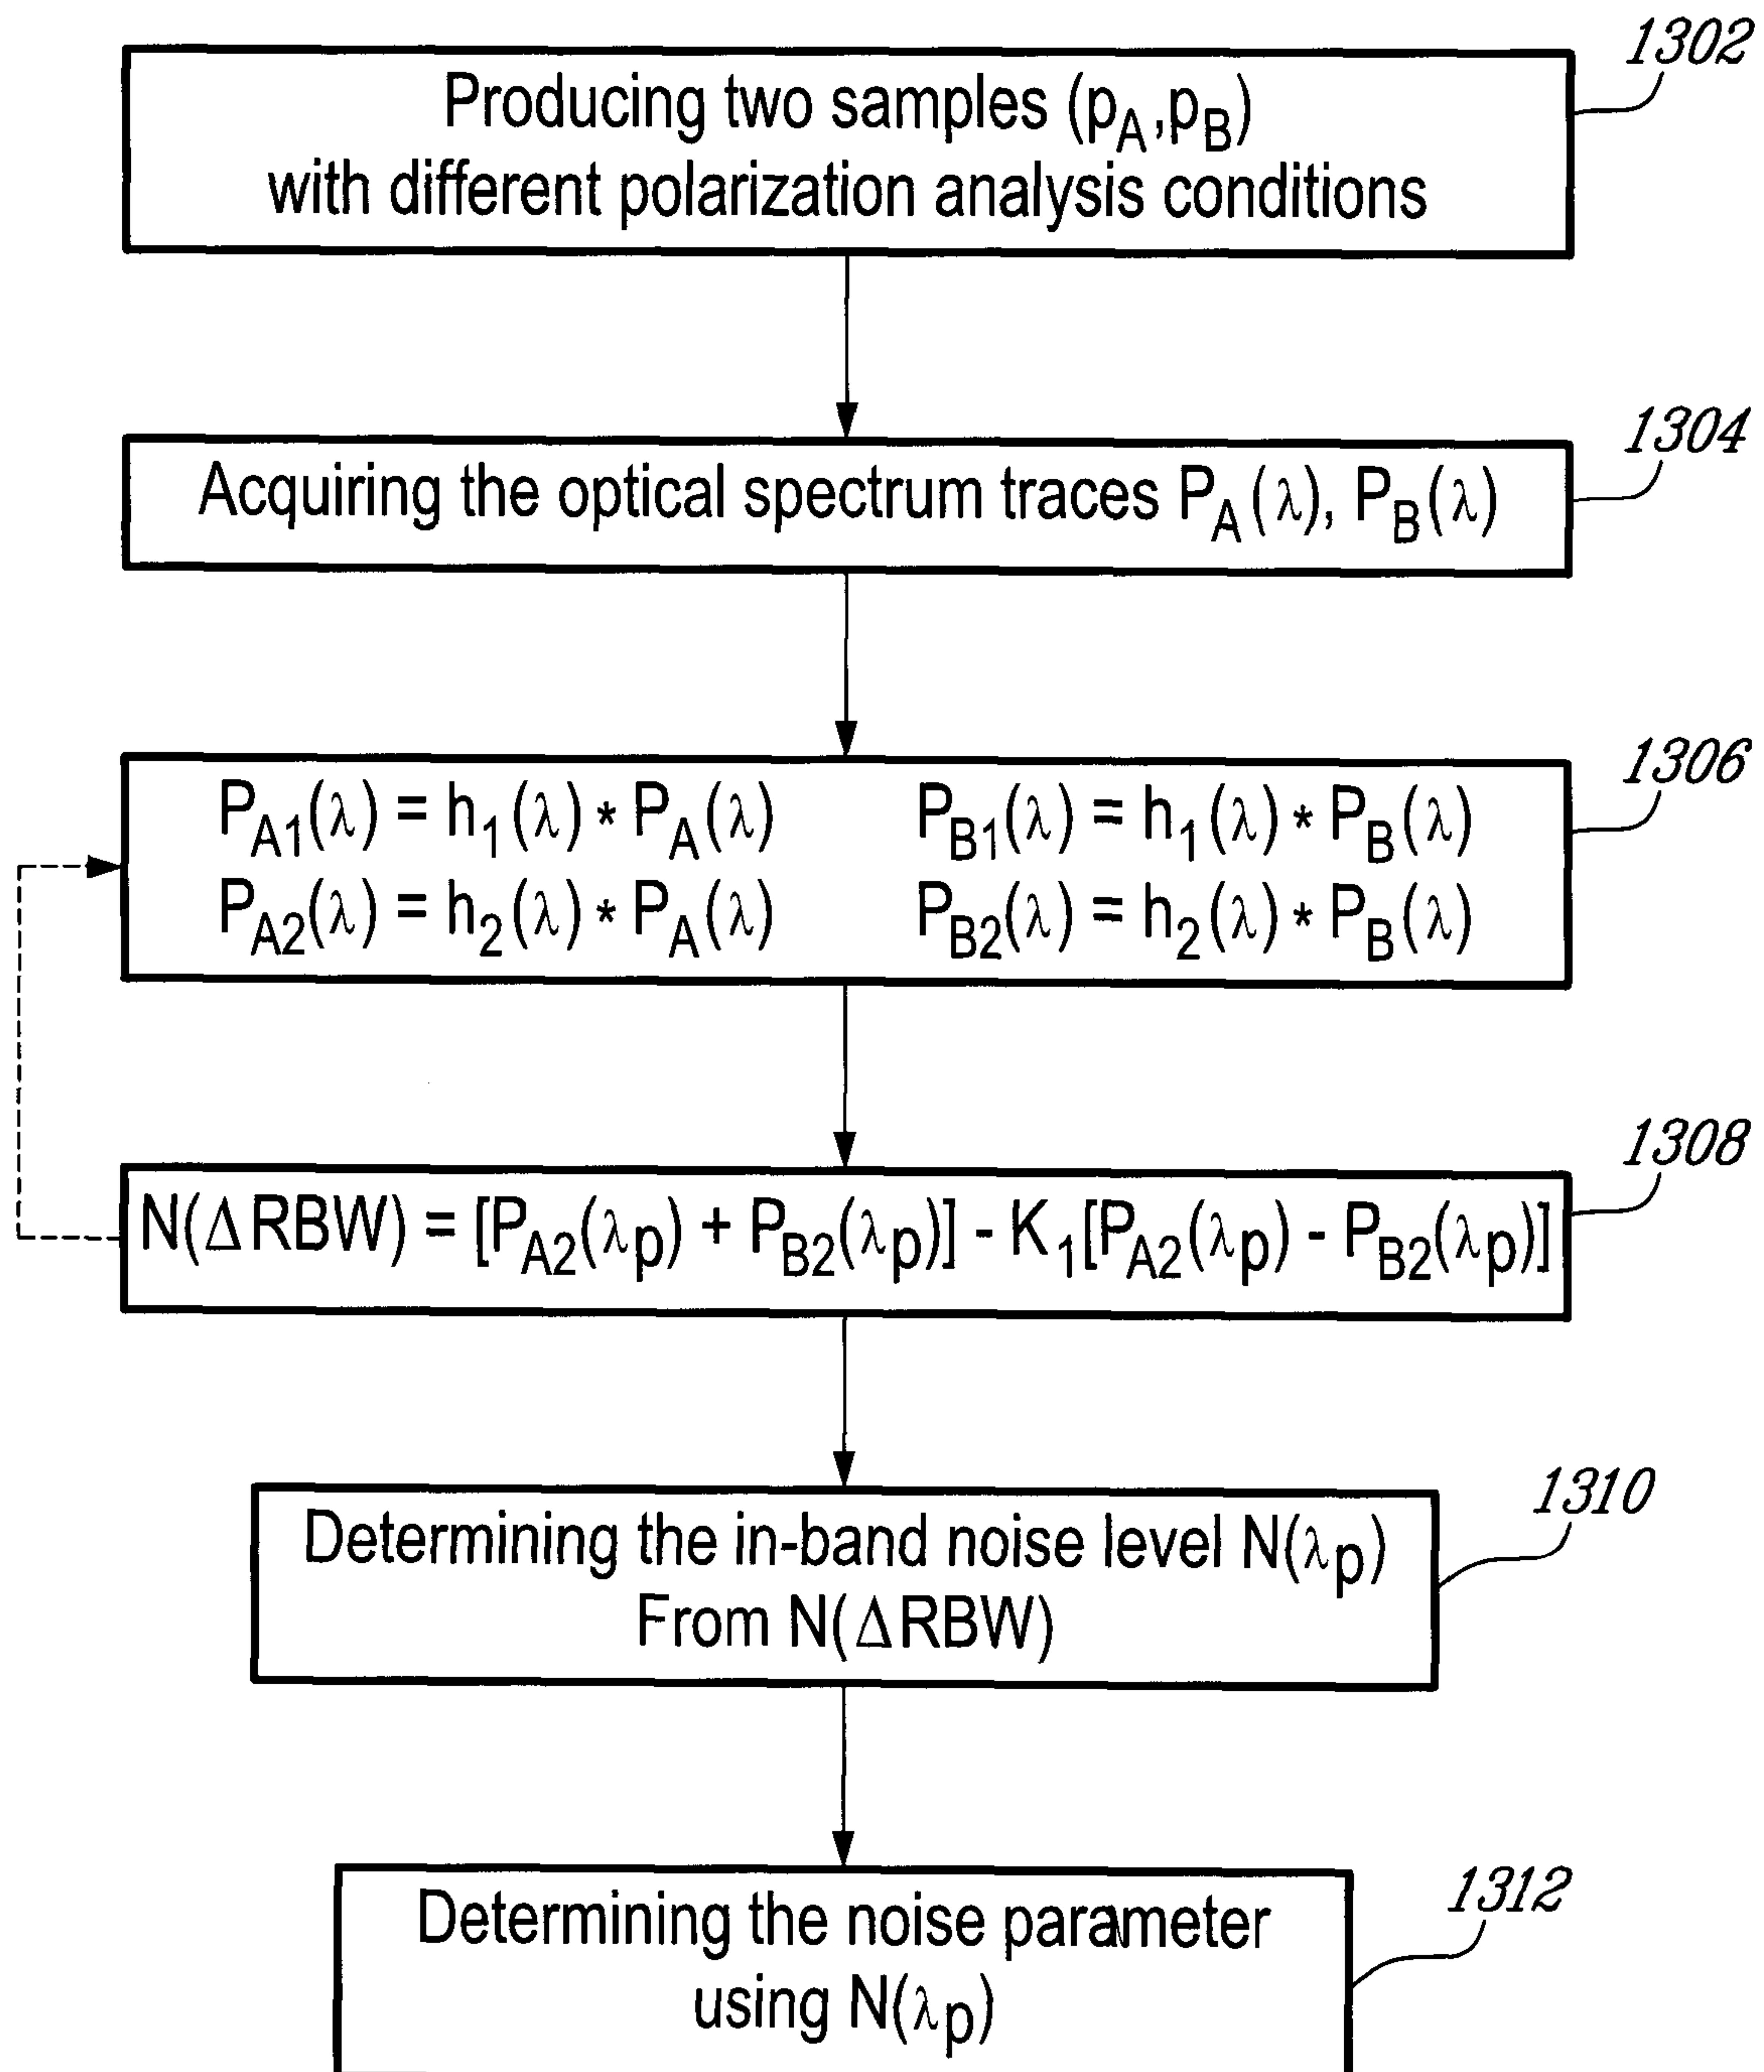 1302
Producing two samples (pA,pB)
with different polarization analysis conditions
1304
Acquiring the optical spectrum traces PA(λ), PB(λ)
1306
PA1(λ) = h1(λ) * PA(λ) PB1(λ) = h1(λ) * PB(λ)
PA2(λ) = h2(λ) * PA(λ) PB2(λ) = h2(λ) * PB(λ)
1308
N(ΔRBW) = [PA2(λp) + PB2(λp)] - K1[PA2(λp) - PB2(λp)]
1310
Determining the in-band noise level N(λp)
From N(ΔRBW)
1312
Determining the noise parameter
using N(λp)